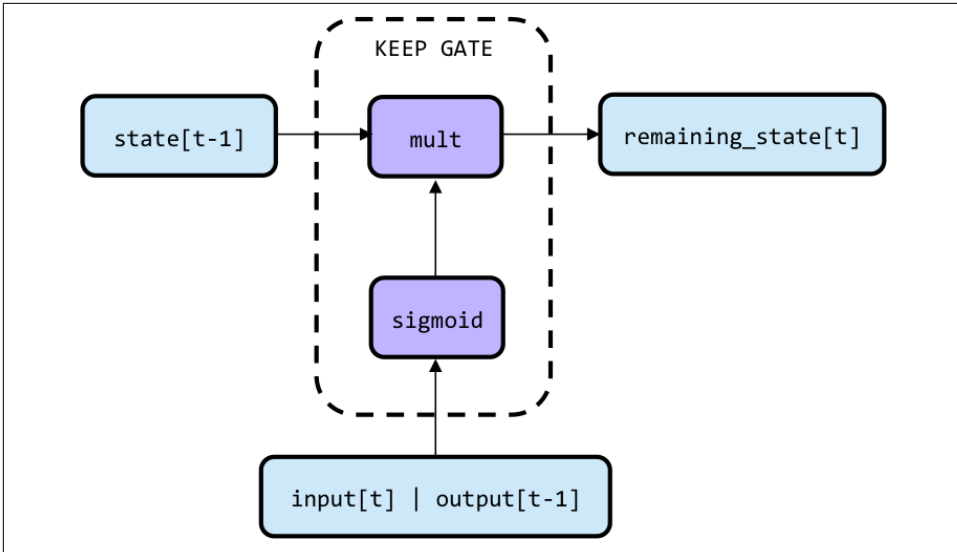 KEEP GATE
state[t-1]
mult
remaining_state[t]
sigmoid
input[t] | output[t-1]